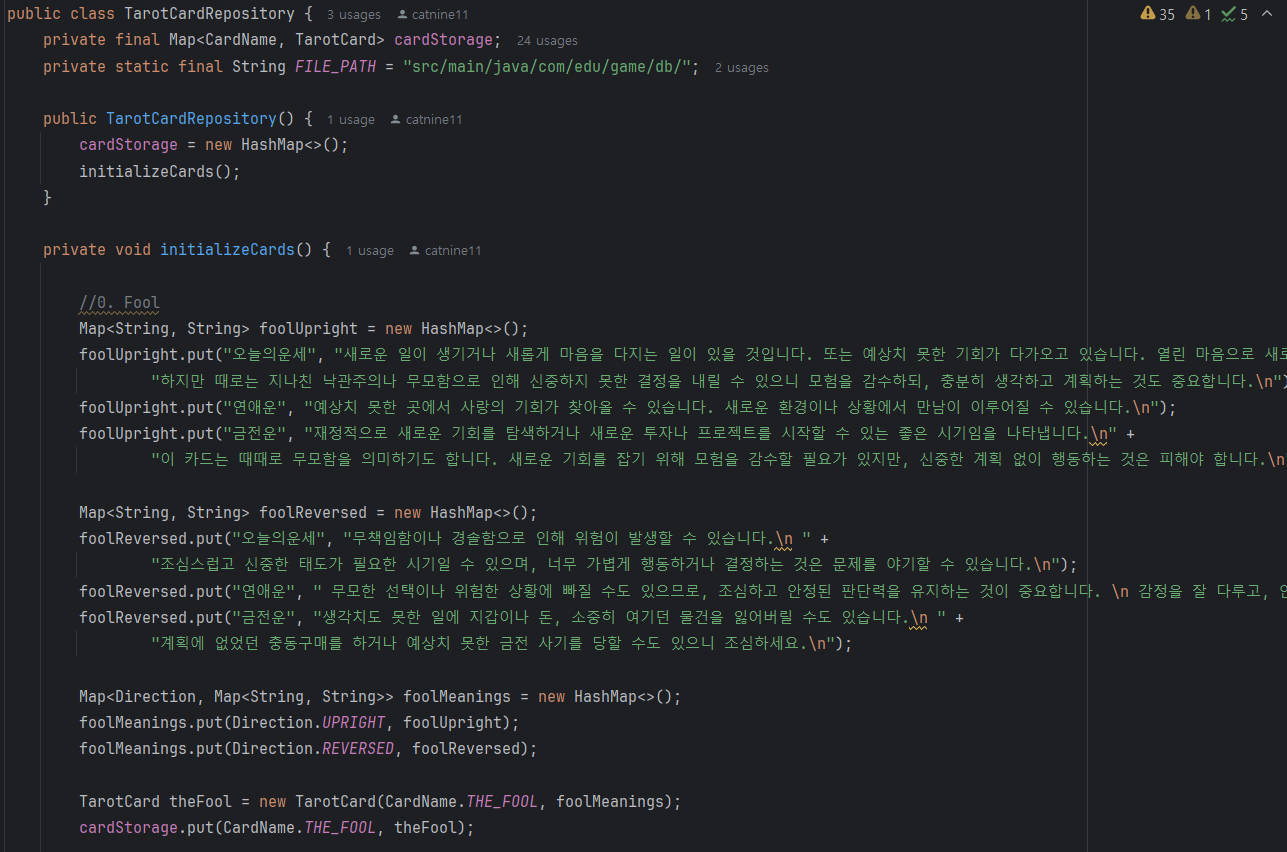 public class TarotCardRepository { 3 usages catnine11
35 1 5
private final Map<CardName, TarotCard> cardStorage; 24 usages
private static final String FILE_PATH = "src/main/java/com/edu/game/db/"; 2 usages
public TarotCardRepository() { 1 usage catnine11
cardStorage = new HashMap<>();
initializeCards();
}
private void initializeCards() { 1 usage catnine11
//0. Fool
Map<String, String> foolUpright = new HashMap<>();
foolUpright.put("오늘의운세", "새로운 일이 생기거나 새롭게 마음을 다지는 일이 있을 것입니다. 또는 예상치 못한 기회가 다가오고 있습니다. 열린 마음으로 새로
"하지만 때로는 지나친 낙관주의나 무모함으로 인해 신중하지 못한 결정을 내릴 수 있으니 모험을 감수하되, 충분히 생각하고 계획하는 것도 중요합니다.\n")
foolUpright.put("연애운", "예상치 못한 곳에서 사랑의 기회가 찾아올 수 있습니다. 새로운 환경이나 상황에서 만남이 이루어질 수 있습니다.\n");
foolUpright.put("금전운", "재정적으로 새로운 기회를 탐색하거나 새로운 투자나 프로젝트를 시작할 수 있는 좋은 시기임을 나타냅니다.\n" +
"이 카드는 때때로 무모함을 의미하기도 합니다. 새로운 기회를 잡기 위해 모험을 감수할 필요가 있지만, 신중한 계획 없이 행동하는 것은 피해야 합니다.\n
Map<String, String> foolReversed = new HashMap<>();
foolReversed.put("오늘의운세", "무책임함이나 경솔함으로 인해 위험이 발생할 수 있습니다.\n " +
"조심스럽고 신중한 태도가 필요한 시기일 수 있으며, 너무 가볍게 행동하거나 결정하는 것은 문제를 야기할 수 있습니다.\n");
foolReversed.put("연애운", " 무모한 선택이나 위험한 상황에 빠질 수도 있으므로, 조심하고 안정된 판단력을 유지하는 것이 중요합니다. \n 감정을 잘 다루고,
foolReversed.put("금전운", "생각치도 못한 일에 지갑이나 돈, 소중히 여기던 물건을 잃어버릴 수도 있습니다.\n " +
"계획에 없었던 충동구매를 하거나 예상치 못한 금전 사기를 당할 수도 있으니 조심하세요.\n");
Map<Direction, Map<String, String>> foolMeanings = new HashMap<>();
foolMeanings.put(Direction.UPRIGHT, foolUpright);
foolMeanings.put(Direction.REVERSED, foolReversed);
TarotCard theFool = new TarotCard(CardName.THE_FOOL, foolMeanings);
cardStorage.put(CardName.THE_FOOL, theFool);